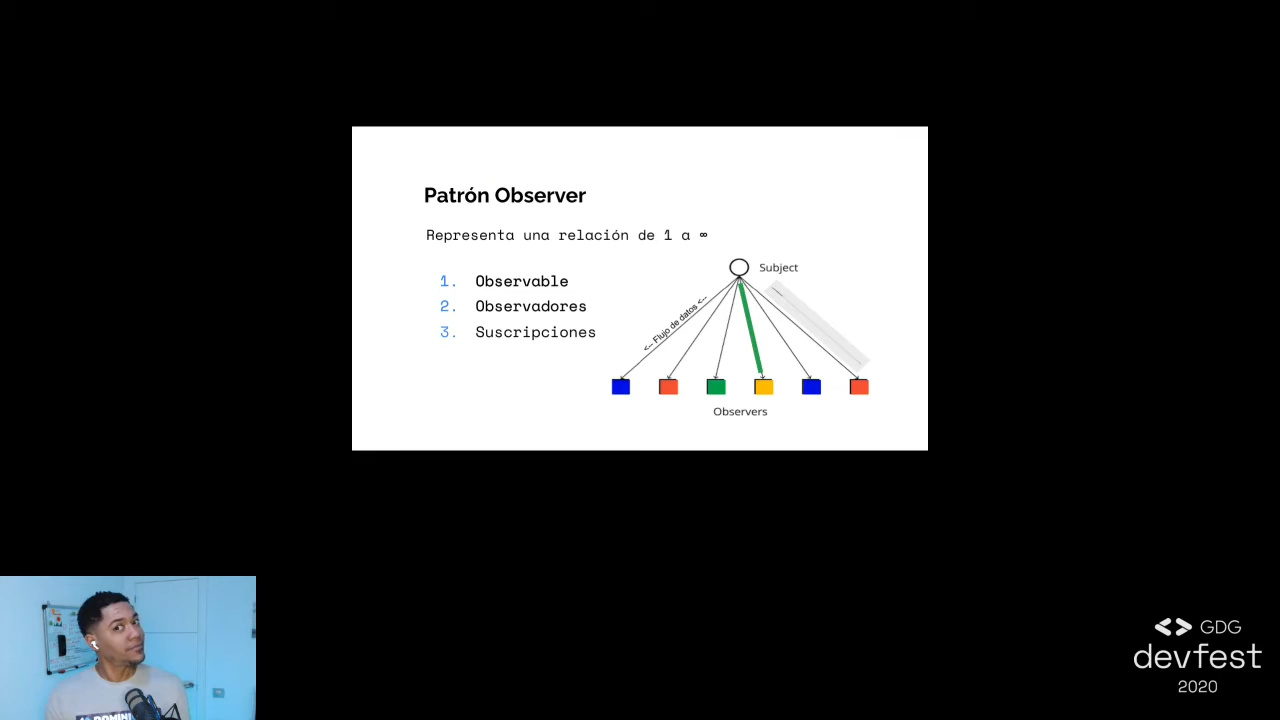 Patrón Observer
Representa una relación de 1 a ∞
1. Observable
2. Observadores
3. Suscripciones
Subject
<-- Flujo de datos <--
Observers
GDG
devfest
2020
DOMINI